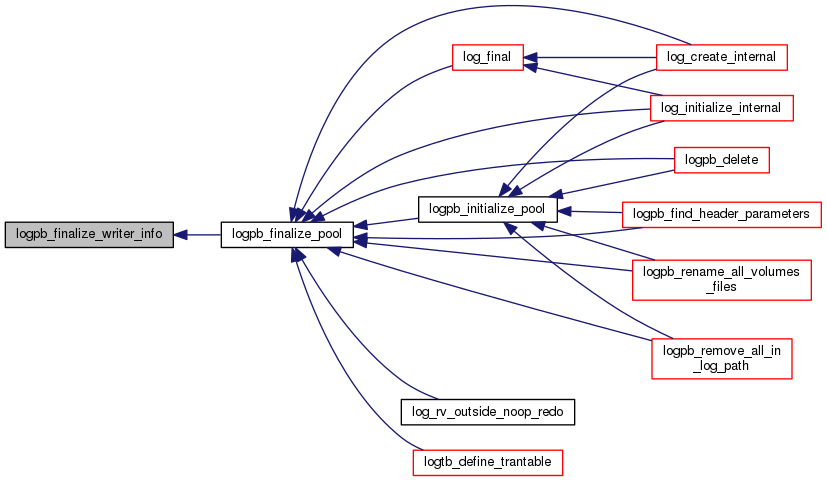 log_final
log_create_internal
log_initialize_internal
logpb_delete
logpb_initialize_pool
logpb_find_header_parameters
logpb_finalize_writer_info
logpb_finalize_pool
logpb_rename_all_volumes
_files
logpb_remove_all_in
_log_path
log_rv_outside_noop_redo
logtb_define_trantable